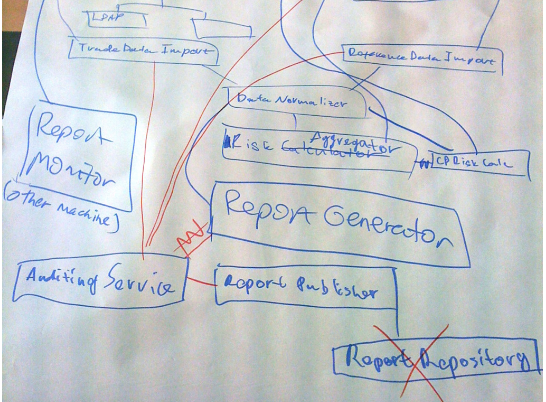 LDAP
Trade Data Import
Reference Data Import
Data Normalizer
Aggregator
Risk Calculator
CP Risk Calc
Report
Monitor
(other machine)
Report Generator
Auditing Service
Report Publisher
Report Repository